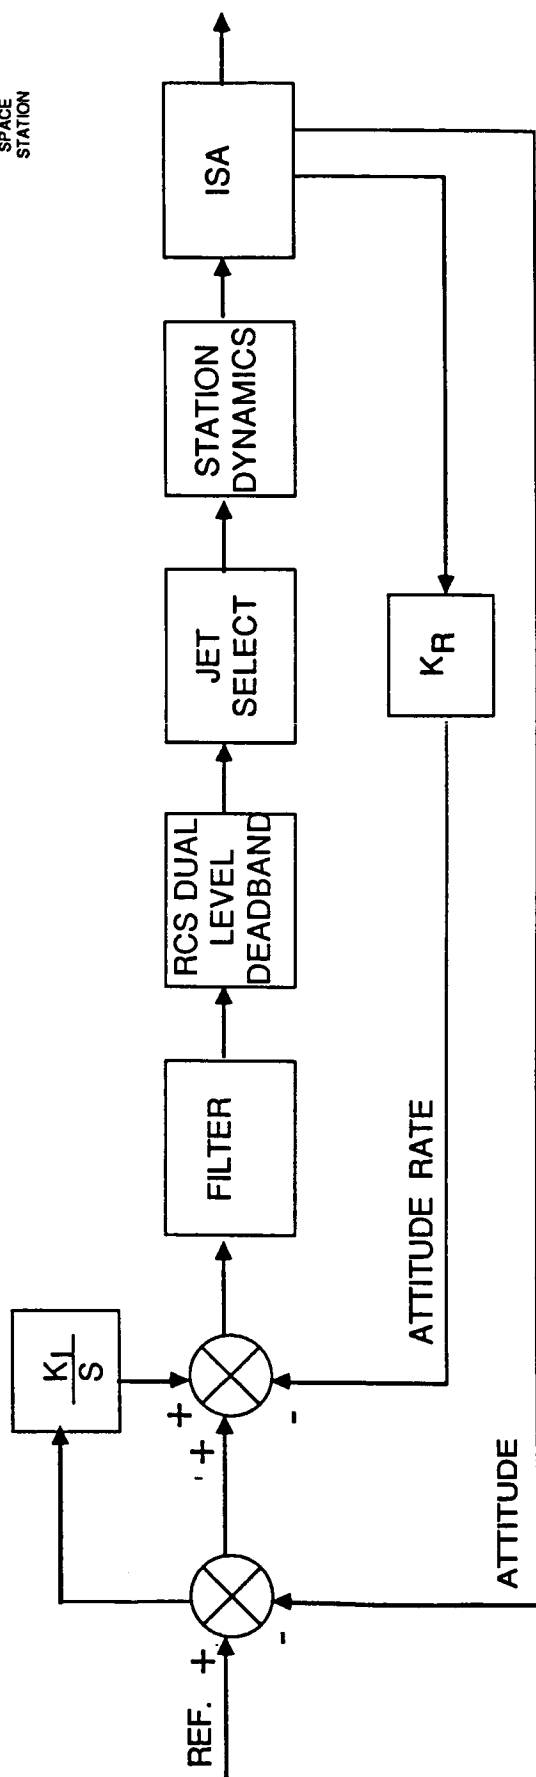 SPACE
STATION
REF.
+
-
K_I
S
+
+
-
FILTER
RCS DUAL
LEVEL
DEADBAND
JET
SELECT
STATION
DYNAMICS
ISA
K_R
ATTITUDE RATE
ATTITUDE